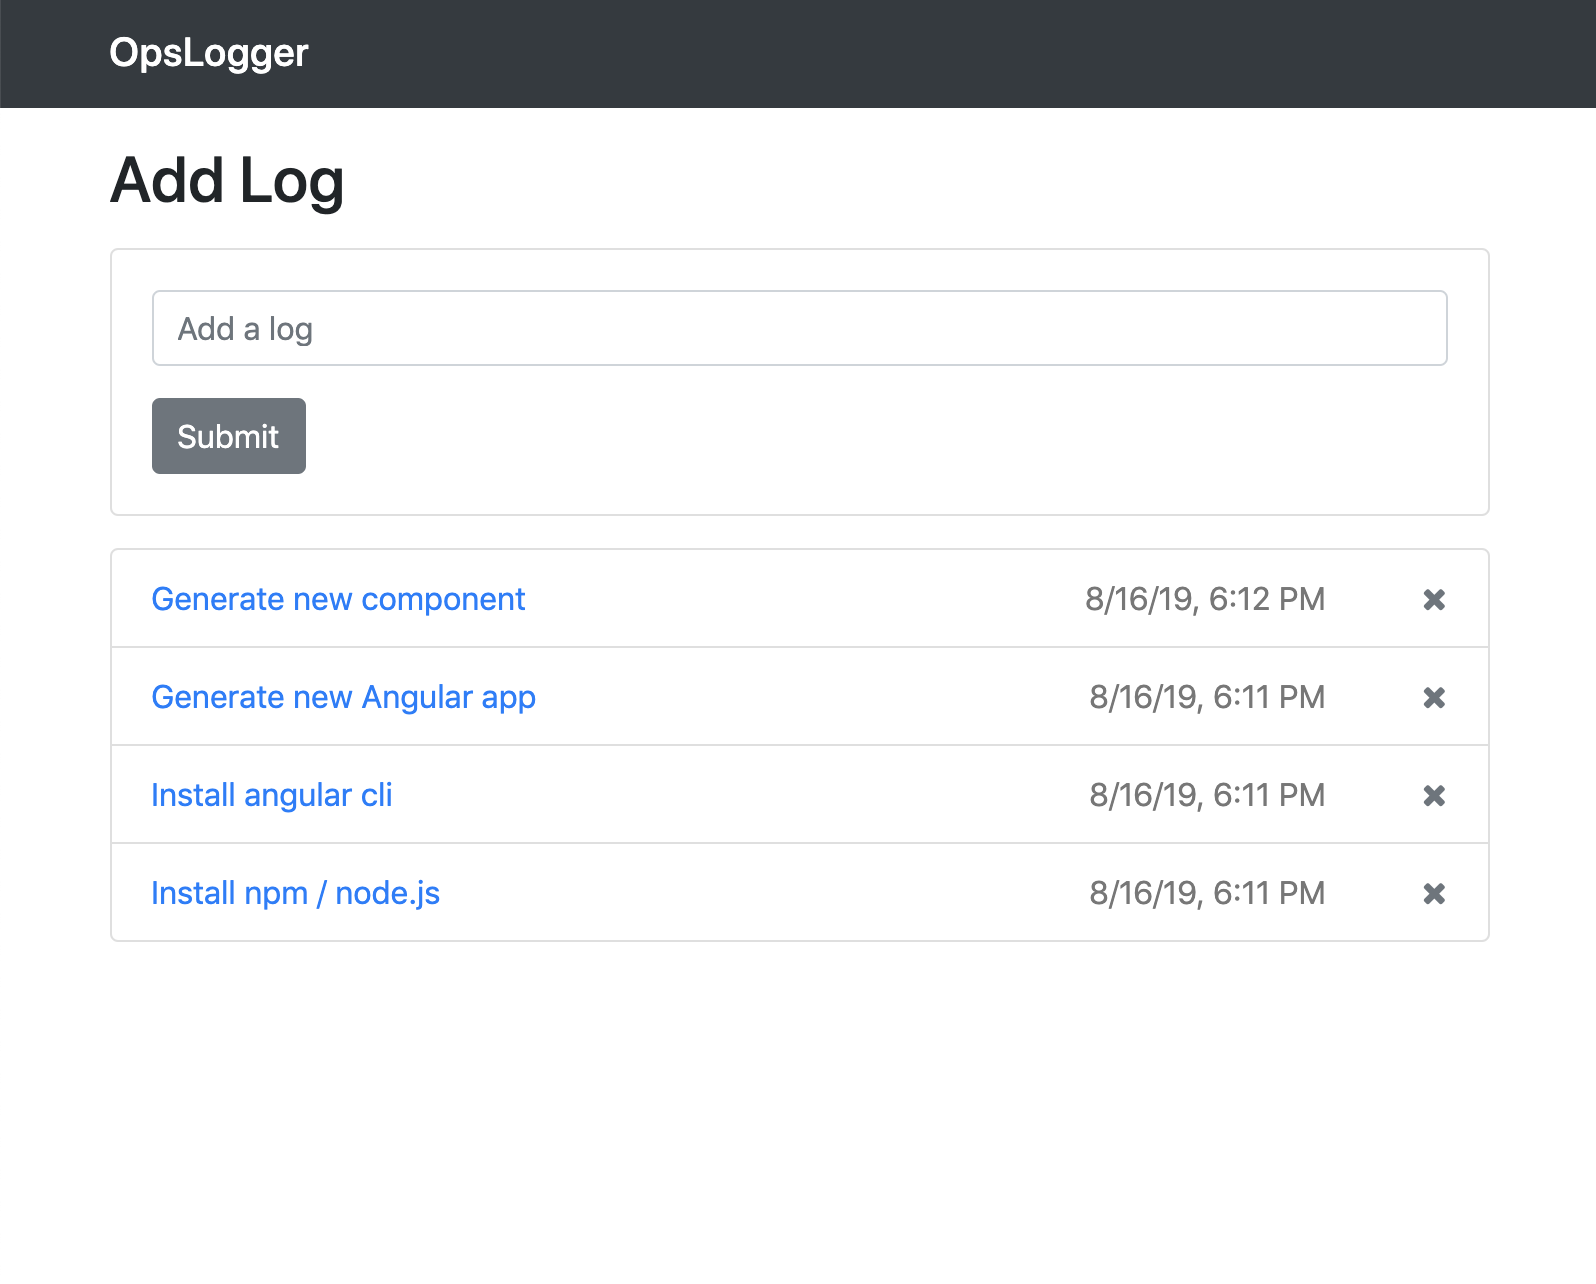 OpsLogger
Add Log
Add a log
Submit
Generate new component 8/16/19, 6:12 PM
Generate new Angular app 8/16/19, 6:11 PM
Install angular cli 8/16/19, 6:11 PM
Install npm / node.js 8/16/19, 6:11 PM